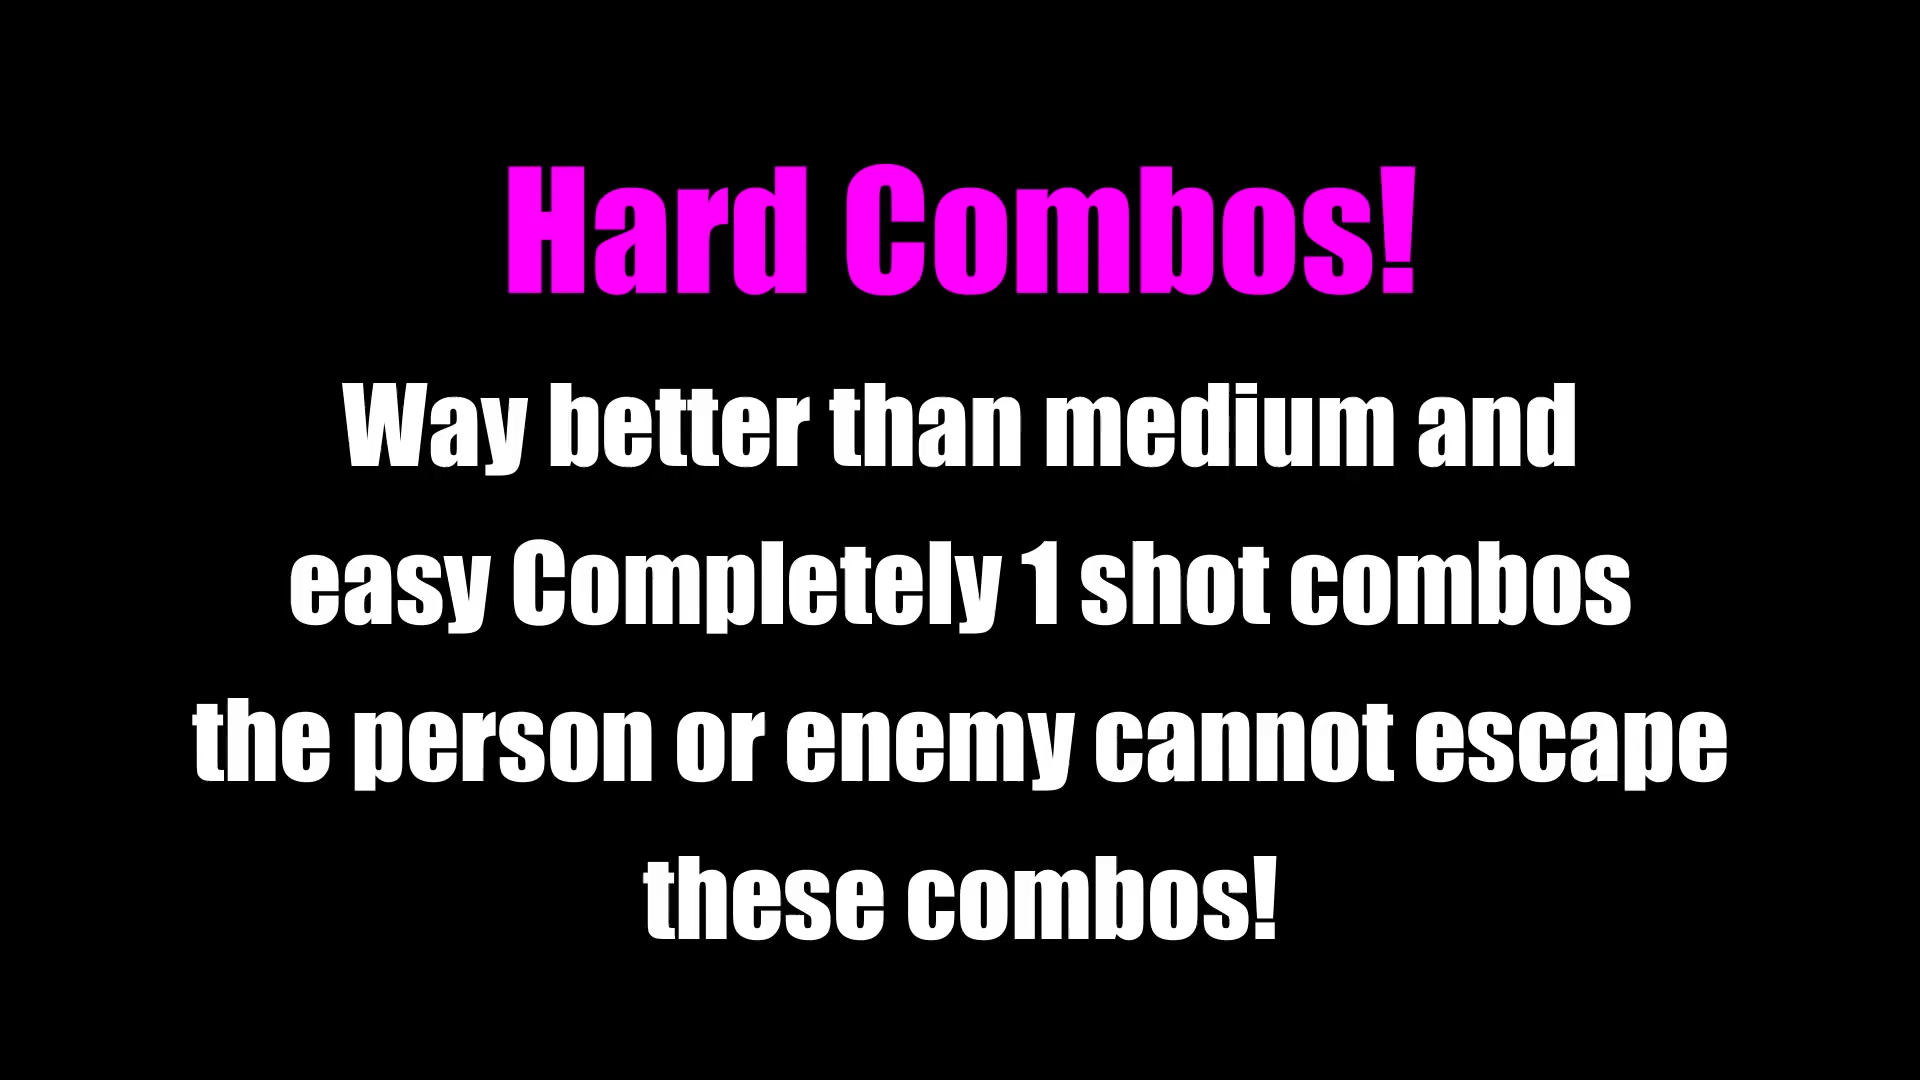 Hard Combos!
Way better than medium and
easy Completely 1 shot combos
the person or enemy cannot escape
these combos!